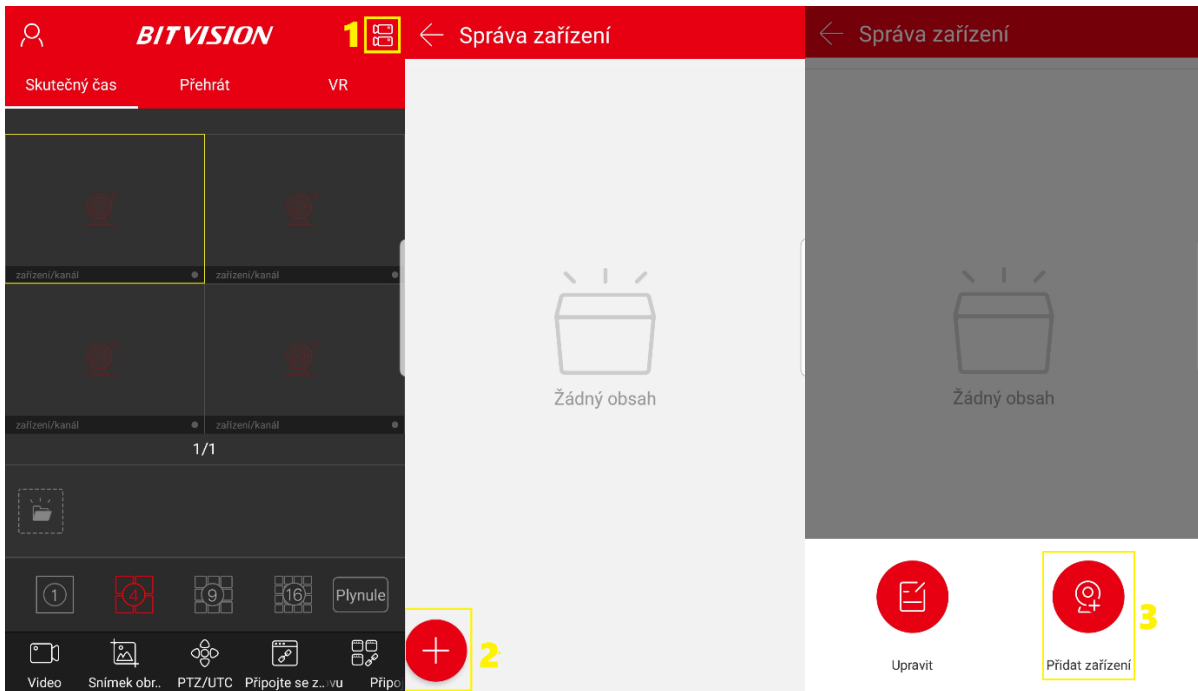 BITVISION
1
Skutečný čas
Přehrát
VR
zařízení/kanál
zařízení/kanál
zařízení/kanál
zařízení/kanál
1/1
1
4
9
16
Plynule
Video
Snímek obr..
PTZ/UTC
Připojte se z..
vu
Připo
Správa zařízení
Žádný obsah
2
Správa zařízení
Žádný obsah
Upravit
Přidat zařízení
3